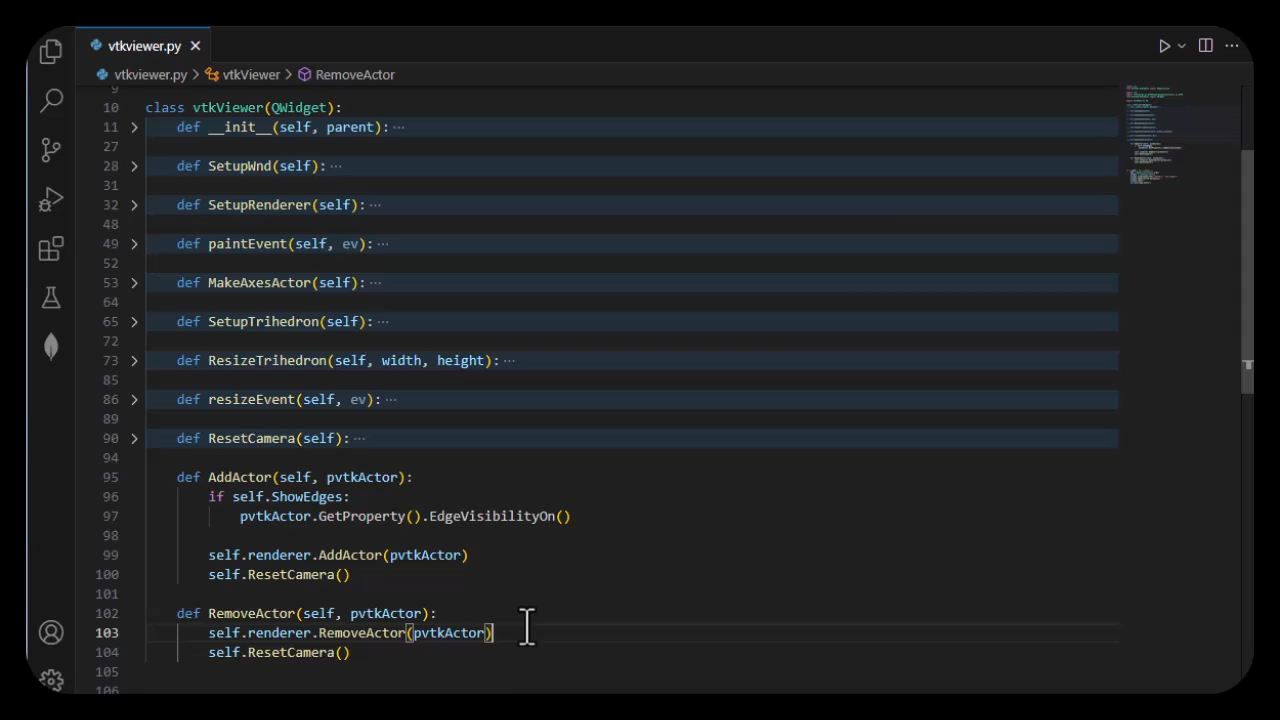 vtkviewer.py
vtkviewer.py > vtkViewer > RemoveActor
9
10 class vtkViewer(QWidget):
11 def __init__(self, parent): ···
27
28 def SetupWnd(self): ···
31
32 def SetupRenderer(self): ···
48
49 def paintEvent(self, ev): ···
52
53 def MakeAxesActor(self): ···
64
65 def SetupTrihedron(self): ···
72
73 def ResizeTrihedron(self, width, height): ···
85
86 def resizeEvent(self, ev): ···
89
90 def ResetCamera(self): ···
94
95 def AddActor(self, pvtkActor):
96 if self.ShowEdges:
97 pvtkActor.GetProperty().EdgeVisibilityOn()
98
99 self.renderer.AddActor(pvtkActor)
100 self.ResetCamera()
101
102 def RemoveActor(self, pvtkActor):
103 self.renderer.RemoveActor(pvtkActor)
104 self.ResetCamera()
105
106